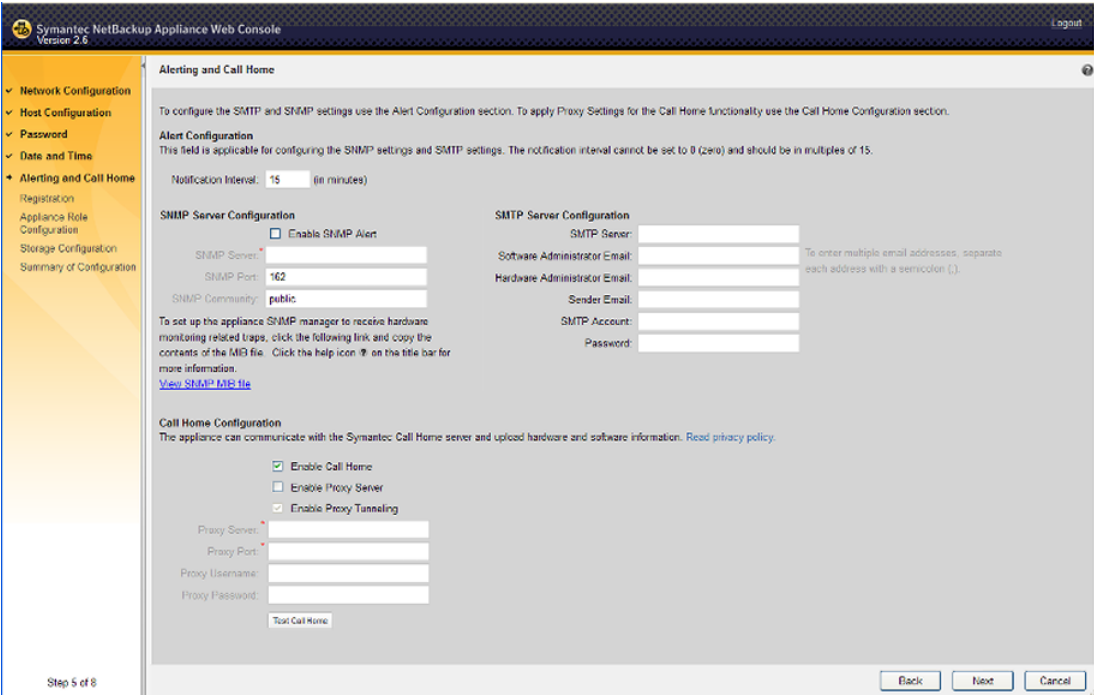 Symantec NetBackup Appliance Web Console
Version 2.6
Logout
Network Configuration
Host Configuration
Password
Date and Time
Alerting and Call Home
Registration
Appliance Role
Configuration
Storage Configuration
Summary of Configuration
Step 5 of 8
Alerting and Call Home
To configure the SMTP and SNMP settings use the Alert Configuration section. To apply Proxy Settings for the Call Home functionality use the Call Home Configuration section.
Alert Configuration
This field is applicable for configuring the SNMP settings and SMTP settings. The notification interval cannot be set to 0 (zero) and should be in multiples of 15.
Notification Interval: 15 (in minutes)
SNMP Server Configuration
Enable SNMP Alert
SNMP Server:*
SNMP Port: 162
SNMP Community: public
To set up the appliance SNMP manager to receive hardware
monitoring related traps, click the following link and copy the
contents of the MIB file. Click the help icon ? on the title bar for
more information.
View SNMP MIB file
SMTP Server Configuration
SMTP Server:
Software Administrator Email:
Hardware Administrator Email:
Sender Email:
SMTP Account:
Password:
To enter multiple email addresses, separate
each address with a semicolon (;).
Call Home Configuration
The appliance can communicate with the Symantec Call Home server and upload hardware and software information. Read privacy policy.
Enable Call Home
Enable Proxy Server
Enable Proxy Tunneling
Proxy Server:*
Proxy Port:*
Proxy Username:
Proxy Password:
Test Call Home
Back Next Cancel